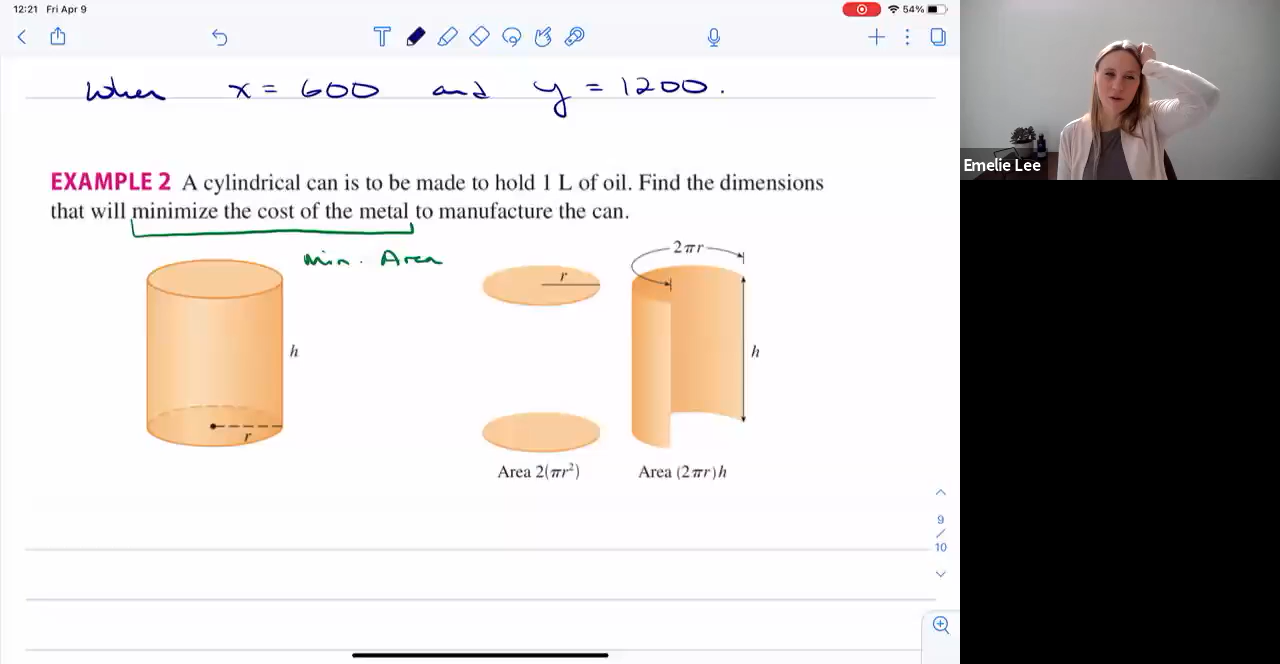 12:21 Fri Apr 9
54%
when x = 600 and y = 1200.
EXAMPLE 2 A cylindrical can is to be made to hold 1 L of oil. Find the dimensions
that will minimize the cost of the metal to manufacture the can.
Min. Area
2πr
r
h
h
r
Area 2(πr²)
Area (2πr)h
9
/
10
Emelie Lee